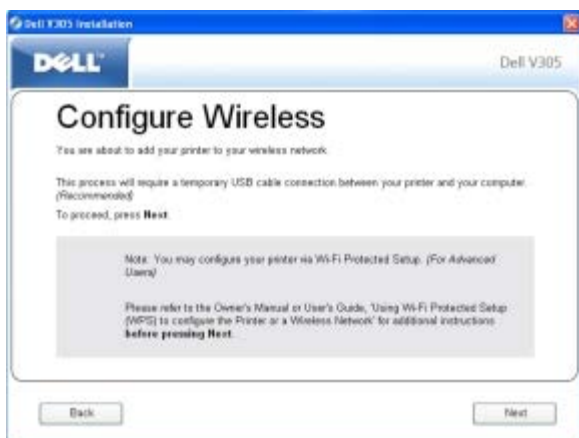 Dell V305 Installation
DELL
Dell V305
Configure Wireless
You are about to add your printer to your wireless network.
This process will require a temporary USB cable connection between your printer and your computer.
(Recommended)
To proceed, press Next.
Note: You may configure your printer via Wi-Fi Protected Setup. (For Advanced
Users)
Please refer to the Owner's Manual or User's Guide, 'Using Wi-Fi Protected Setup
(WPS) to configure the Printer or a Wireless Network' for additional instructions
before pressing Next.
Back
Next